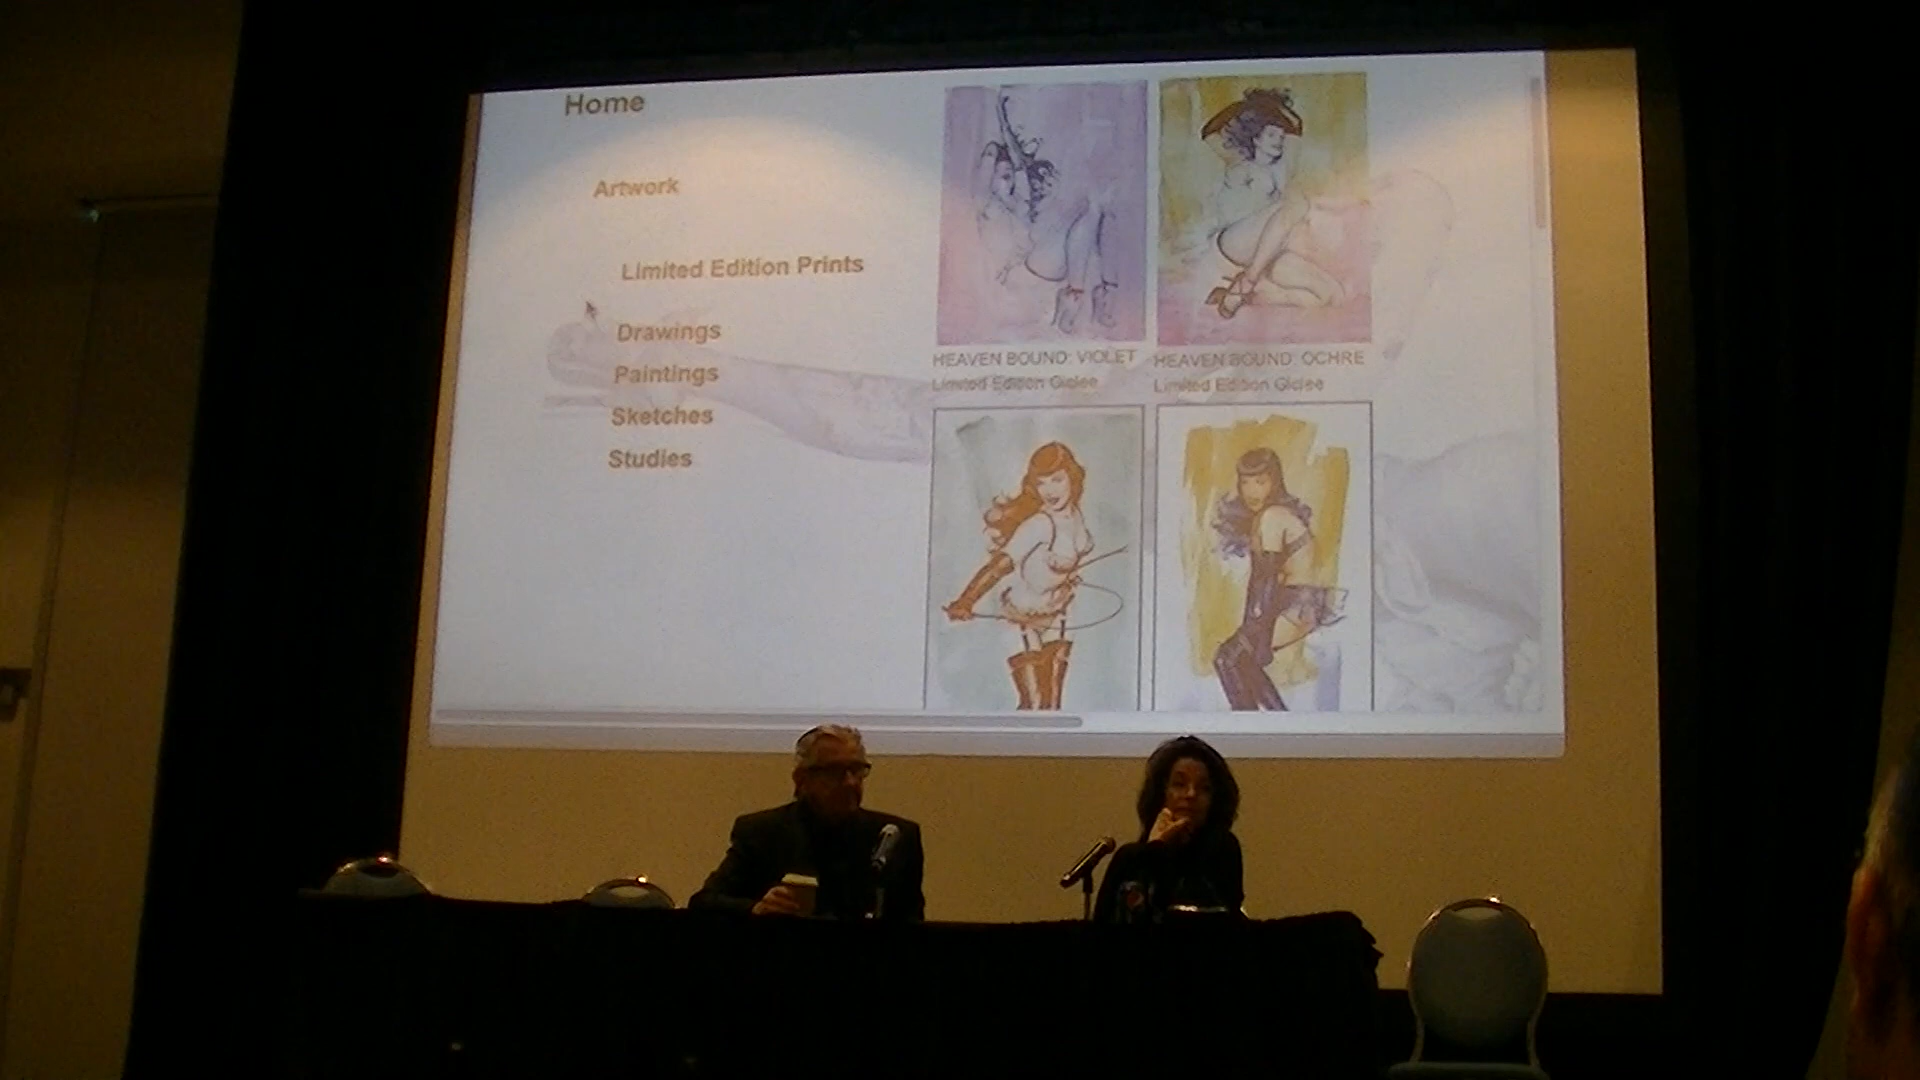 Home
Artwork
Limited Edition Prints
Drawings
Paintings
Sketches
Studies
HEAVEN BOUND: VIOLET
Limited Edition Giclee
HEAVEN BOUND: OCHRE
Limited Edition Giclee